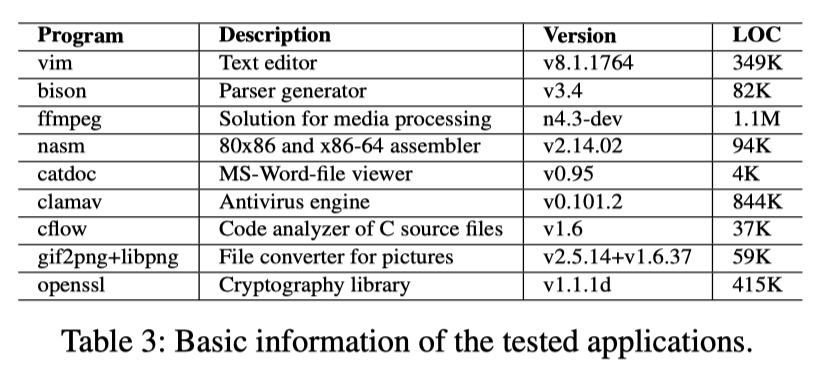 Program Description Version LOC
vim Text editor v8.1.1764 349K
bison Parser generator v3.4 82K
ffmpeg Solution for media processing n4.3-dev 1.1M
nasm 80x86 and x86-64 assembler v2.14.02 94K
catdoc MS-Word-file viewer v0.95 4K
clamav Antivirus engine v0.101.2 844K
cflow Code analyzer of C source files v1.6 37K
gif2png+libpng File converter for pictures v2.5.14+v1.6.37 59K
openssl Cryptography library v1.1.1d 415K
Table 3: Basic information of the tested applications.